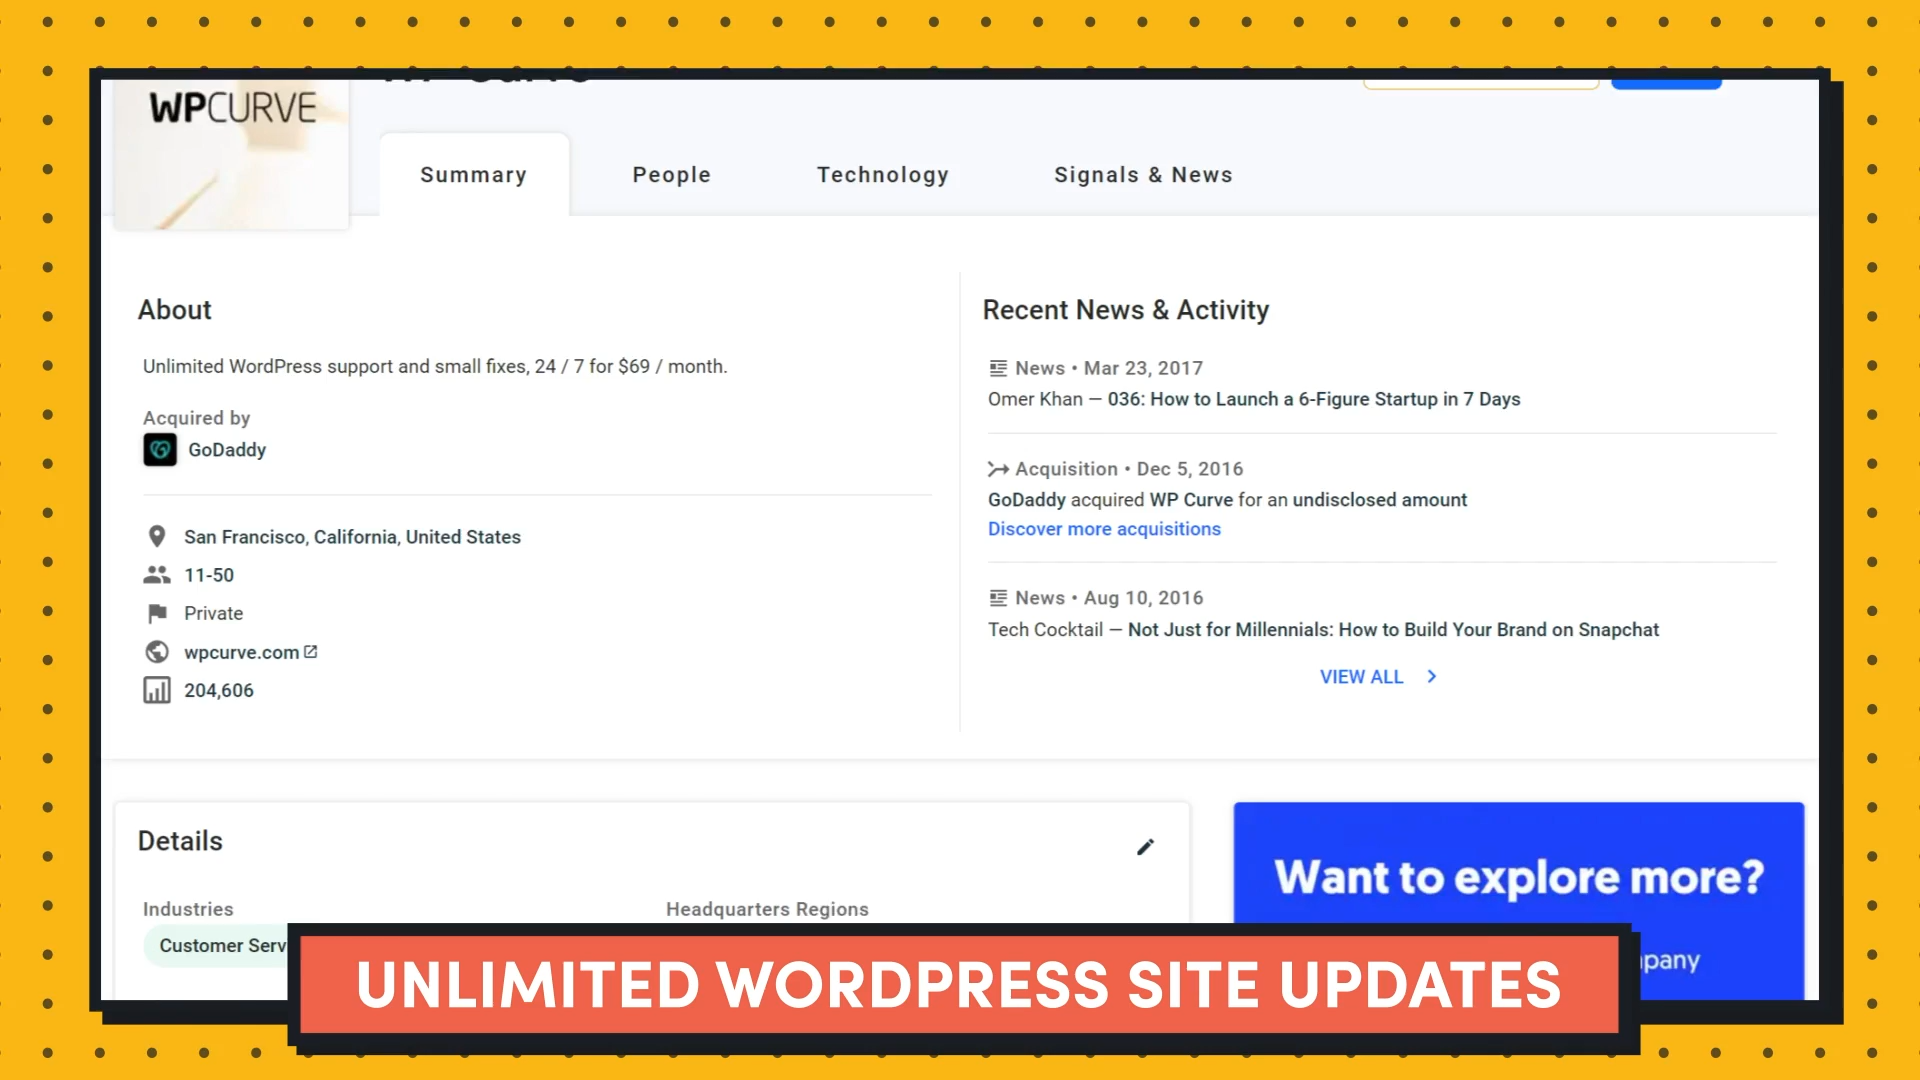 WP Curve
WPCURVE
Summary
People
Technology
Signals & News
About
Unlimited WordPress support and small fixes, 24 / 7 for $69 / month.
Acquired by
GoDaddy
San Francisco, California, United States
11-50
Private
wpcurve.com
204,606
Recent News & Activity
News • Mar 23, 2017
Omer Khan — 036: How to Launch a 6-Figure Startup in 7 Days
Acquisition • Dec 5, 2016
GoDaddy acquired WP Curve for an undisclosed amount
Discover more acquisitions
News • Aug 10, 2016
Tech Cocktail — Not Just for Millennials: How to Build Your Brand on Snapchat
VIEW ALL
Details
Industries
Customer Serv
Headquarters Regions
Want to explore more?
mpany
UNLIMITED WORDPRESS SITE UPDATES